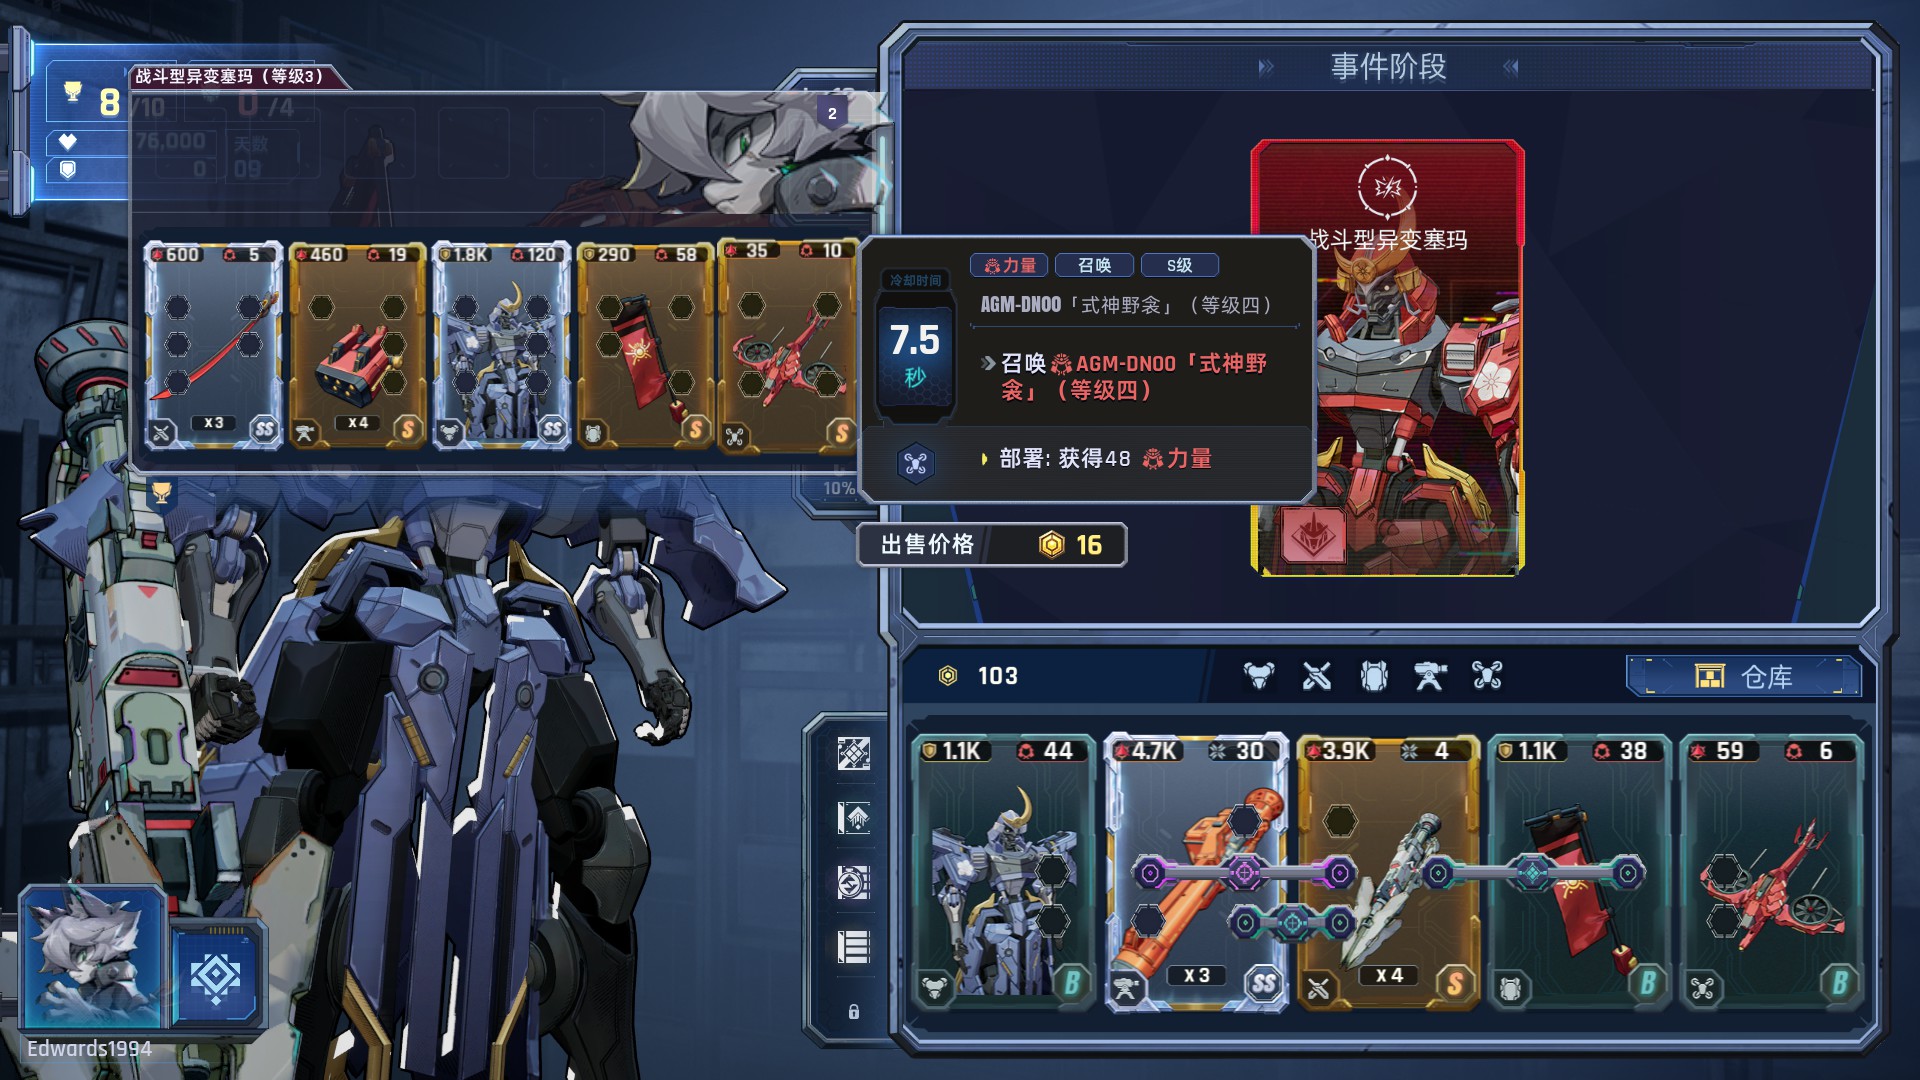 事件阶段
战斗型异变塞玛（等级3）
8/10
0/4
76,000
天数
0
09
2
600 5
460 19
1.8K 120
290 58
35 10
x3
SS
x4
S
SS
S
S
战斗型异变塞玛
冷却时间
7.5
秒
力量
召唤
S级
AGM-DN00「式神野衾」（等级四）
召唤 AGM-DN00「式神野
衾」（等级四）
部署: 获得48 力量
10%
出售价格 16
103
仓库
1.1K 44
4.7K 30
3.9K 4
1.1K 38
59 6
B
x3
SS
x4
S
B
B
Edwards1994